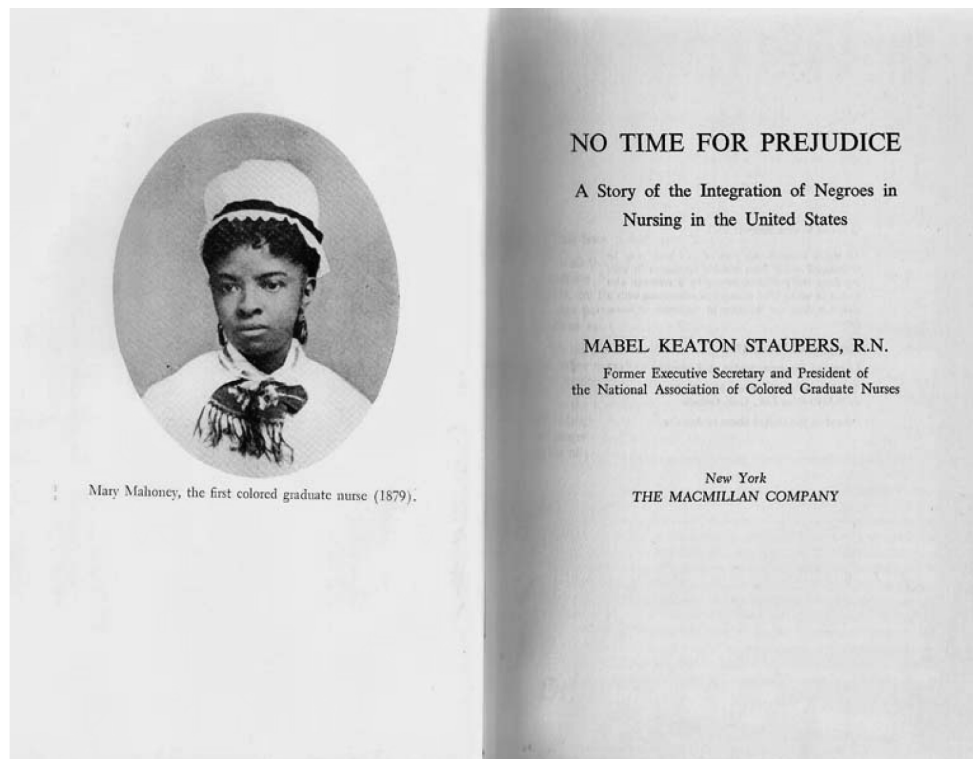 Mary Mahoney, the first colored graduate nurse (1879).
NO TIME FOR PREJUDICE
A Story of the Integration of Negroes in
Nursing in the United States
MABEL KEATON STAUPERS, R.N.
Former Executive Secretary and President of
the National Association of Colored Graduate Nurses
New York
THE MACMILLAN COMPANY